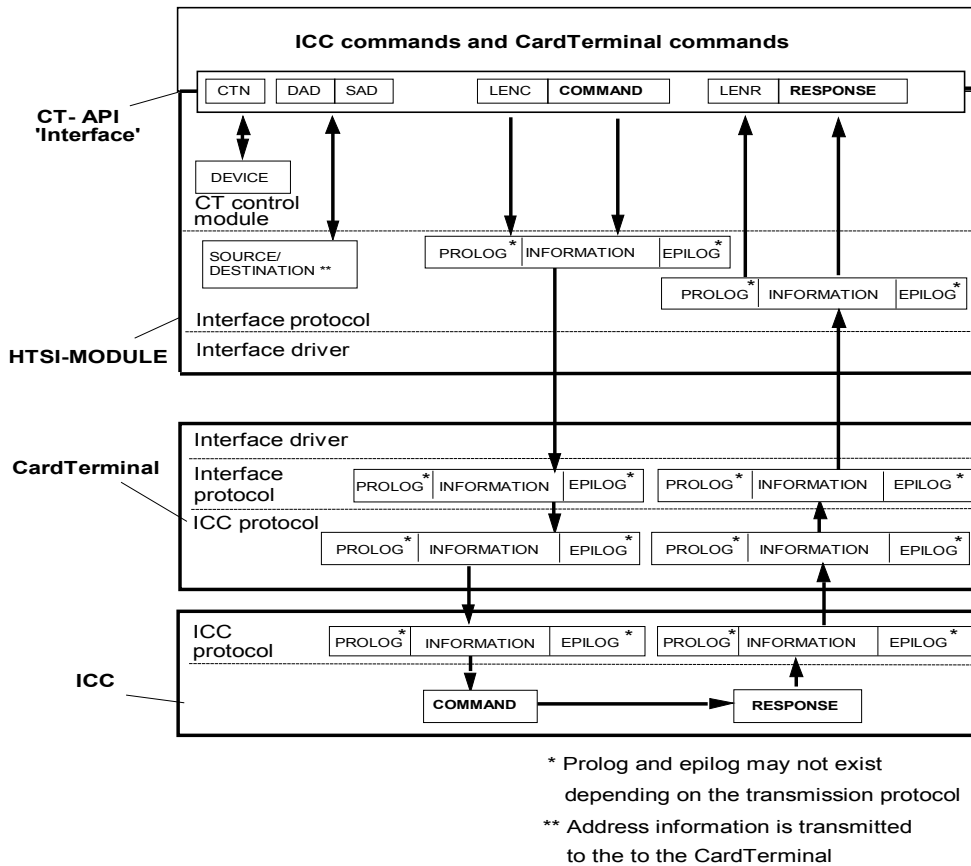 ICC commands and CardTerminal commands
CTN DAD SAD LENC COMMAND LENR RESPONSE
CT- API
'Interface'
DEVICE
CT control
module
SOURCE/
DESTINATION **
PROLOG* INFORMATION EPILOG*
PROLOG* INFORMATION EPILOG*
Interface protocol
HTSI-MODULE
Interface driver
Interface driver
CardTerminal
Interface
protocol
PROLOG* INFORMATION EPILOG* PROLOG* INFORMATION EPILOG*
ICC protocol
PROLOG* INFORMATION EPILOG* PROLOG* INFORMATION EPILOG*
ICC
protocol
PROLOG* INFORMATION EPILOG* PROLOG* INFORMATION EPILOG*
ICC
COMMAND RESPONSE
* Prolog and epilog may not exist
depending on the transmission protocol
** Address information is transmitted
to the to the CardTerminal